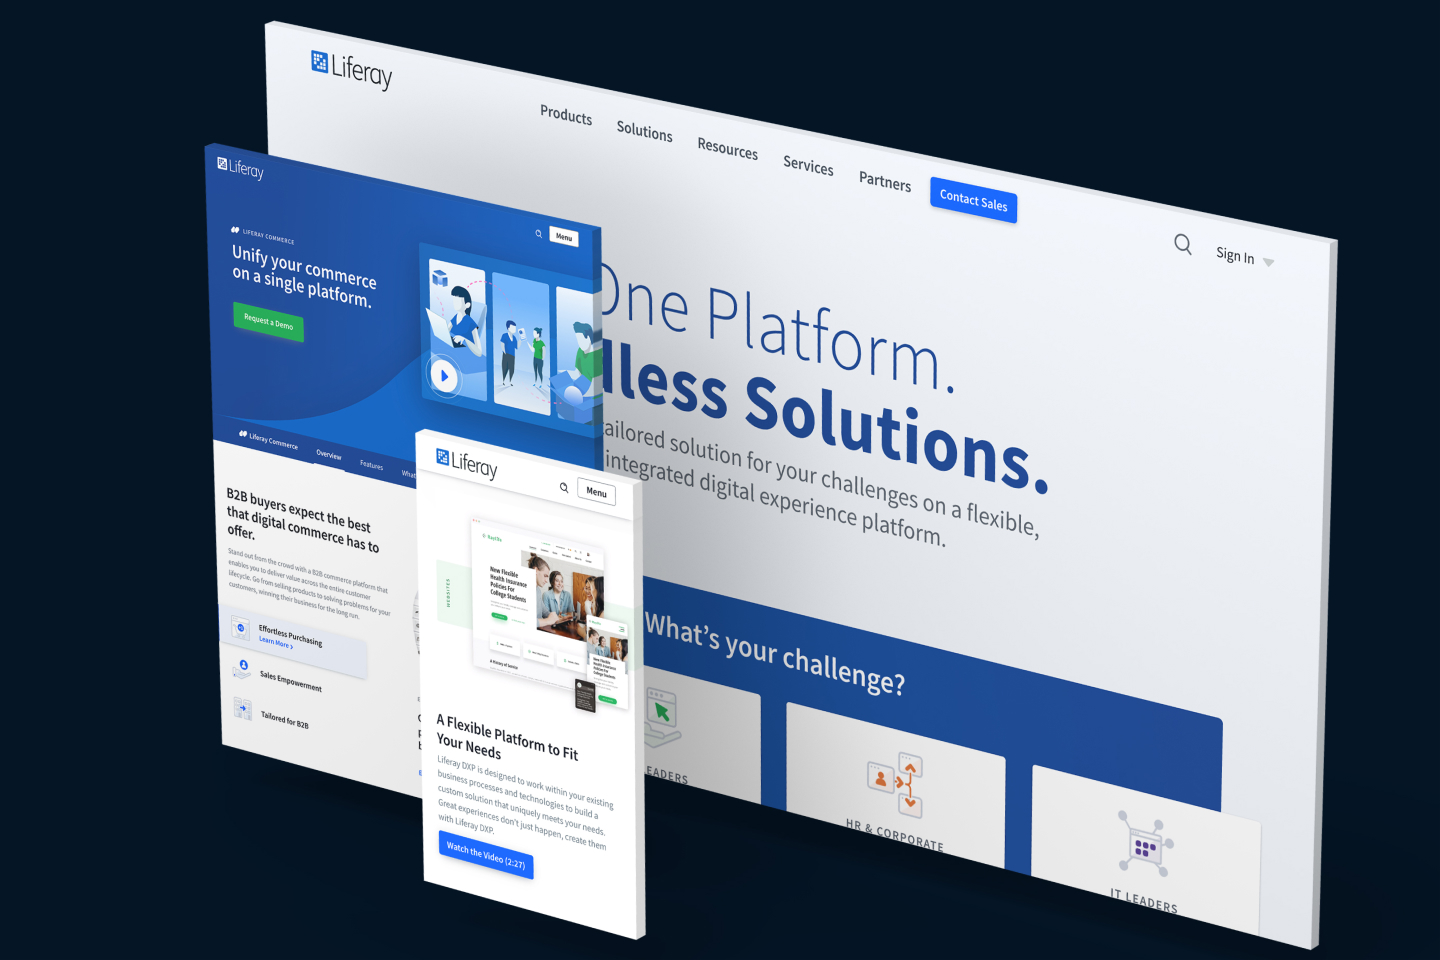 Liferay
Products
Solutions
Resources
Services
Partners
Contact Sales
Sign In
One Platform.
dless Solutions.
tailored solution for your challenges on a flexible,
integrated digital experience platform.
What's your challenge?
EADERS
HR & CORPORATE
IT LEADERS
Liferay
Menu
LIFERAY COMMERCE
Unify your commerce
on a single platform.
Request a Demo
Liferay Commerce
Overview
Features
What
B2B buyers expect the best
that digital commerce has to
offer.
Stand out from the crowd with a B2B commerce platform that
enables you to deliver value across the entire customer
lifecycle. Go from selling products to solving problems for your
customers, winning their business for the long run.
Effortless Purchasing
Learn More >
Sales Empowerment
Tailored for B2B
Liferay
Menu
WEBSITES
New Flexible
Health Insurance
Policies For
College Students
A Flexible Platform to Fit
Your Needs
Liferay DXP is designed to work within your existing
business processes and technologies to build a
custom solution that uniquely meets your needs.
Great experiences don't just happen, create them
with Liferay DXP.
Watch the Video (2:27)